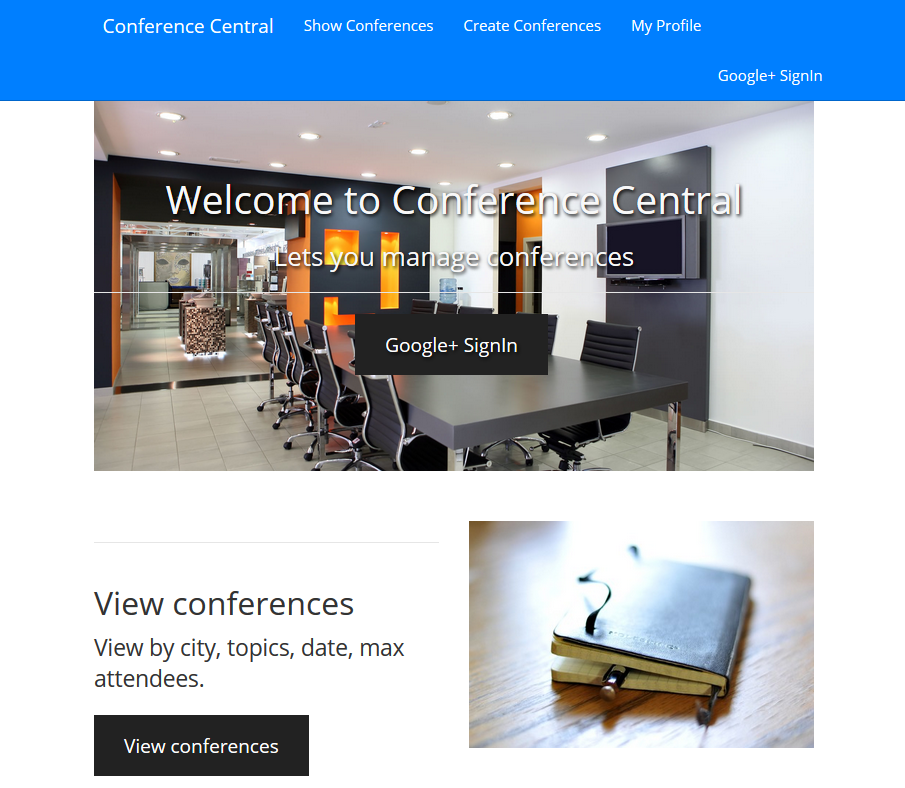 Conference Central Show Conferences Create Conferences My Profile
Google+ SignIn
Welcome to Conference Central
Lets you manage conferences
Google+ SignIn
View conferences
View by city, topics, date, max
attendees.
View conferences